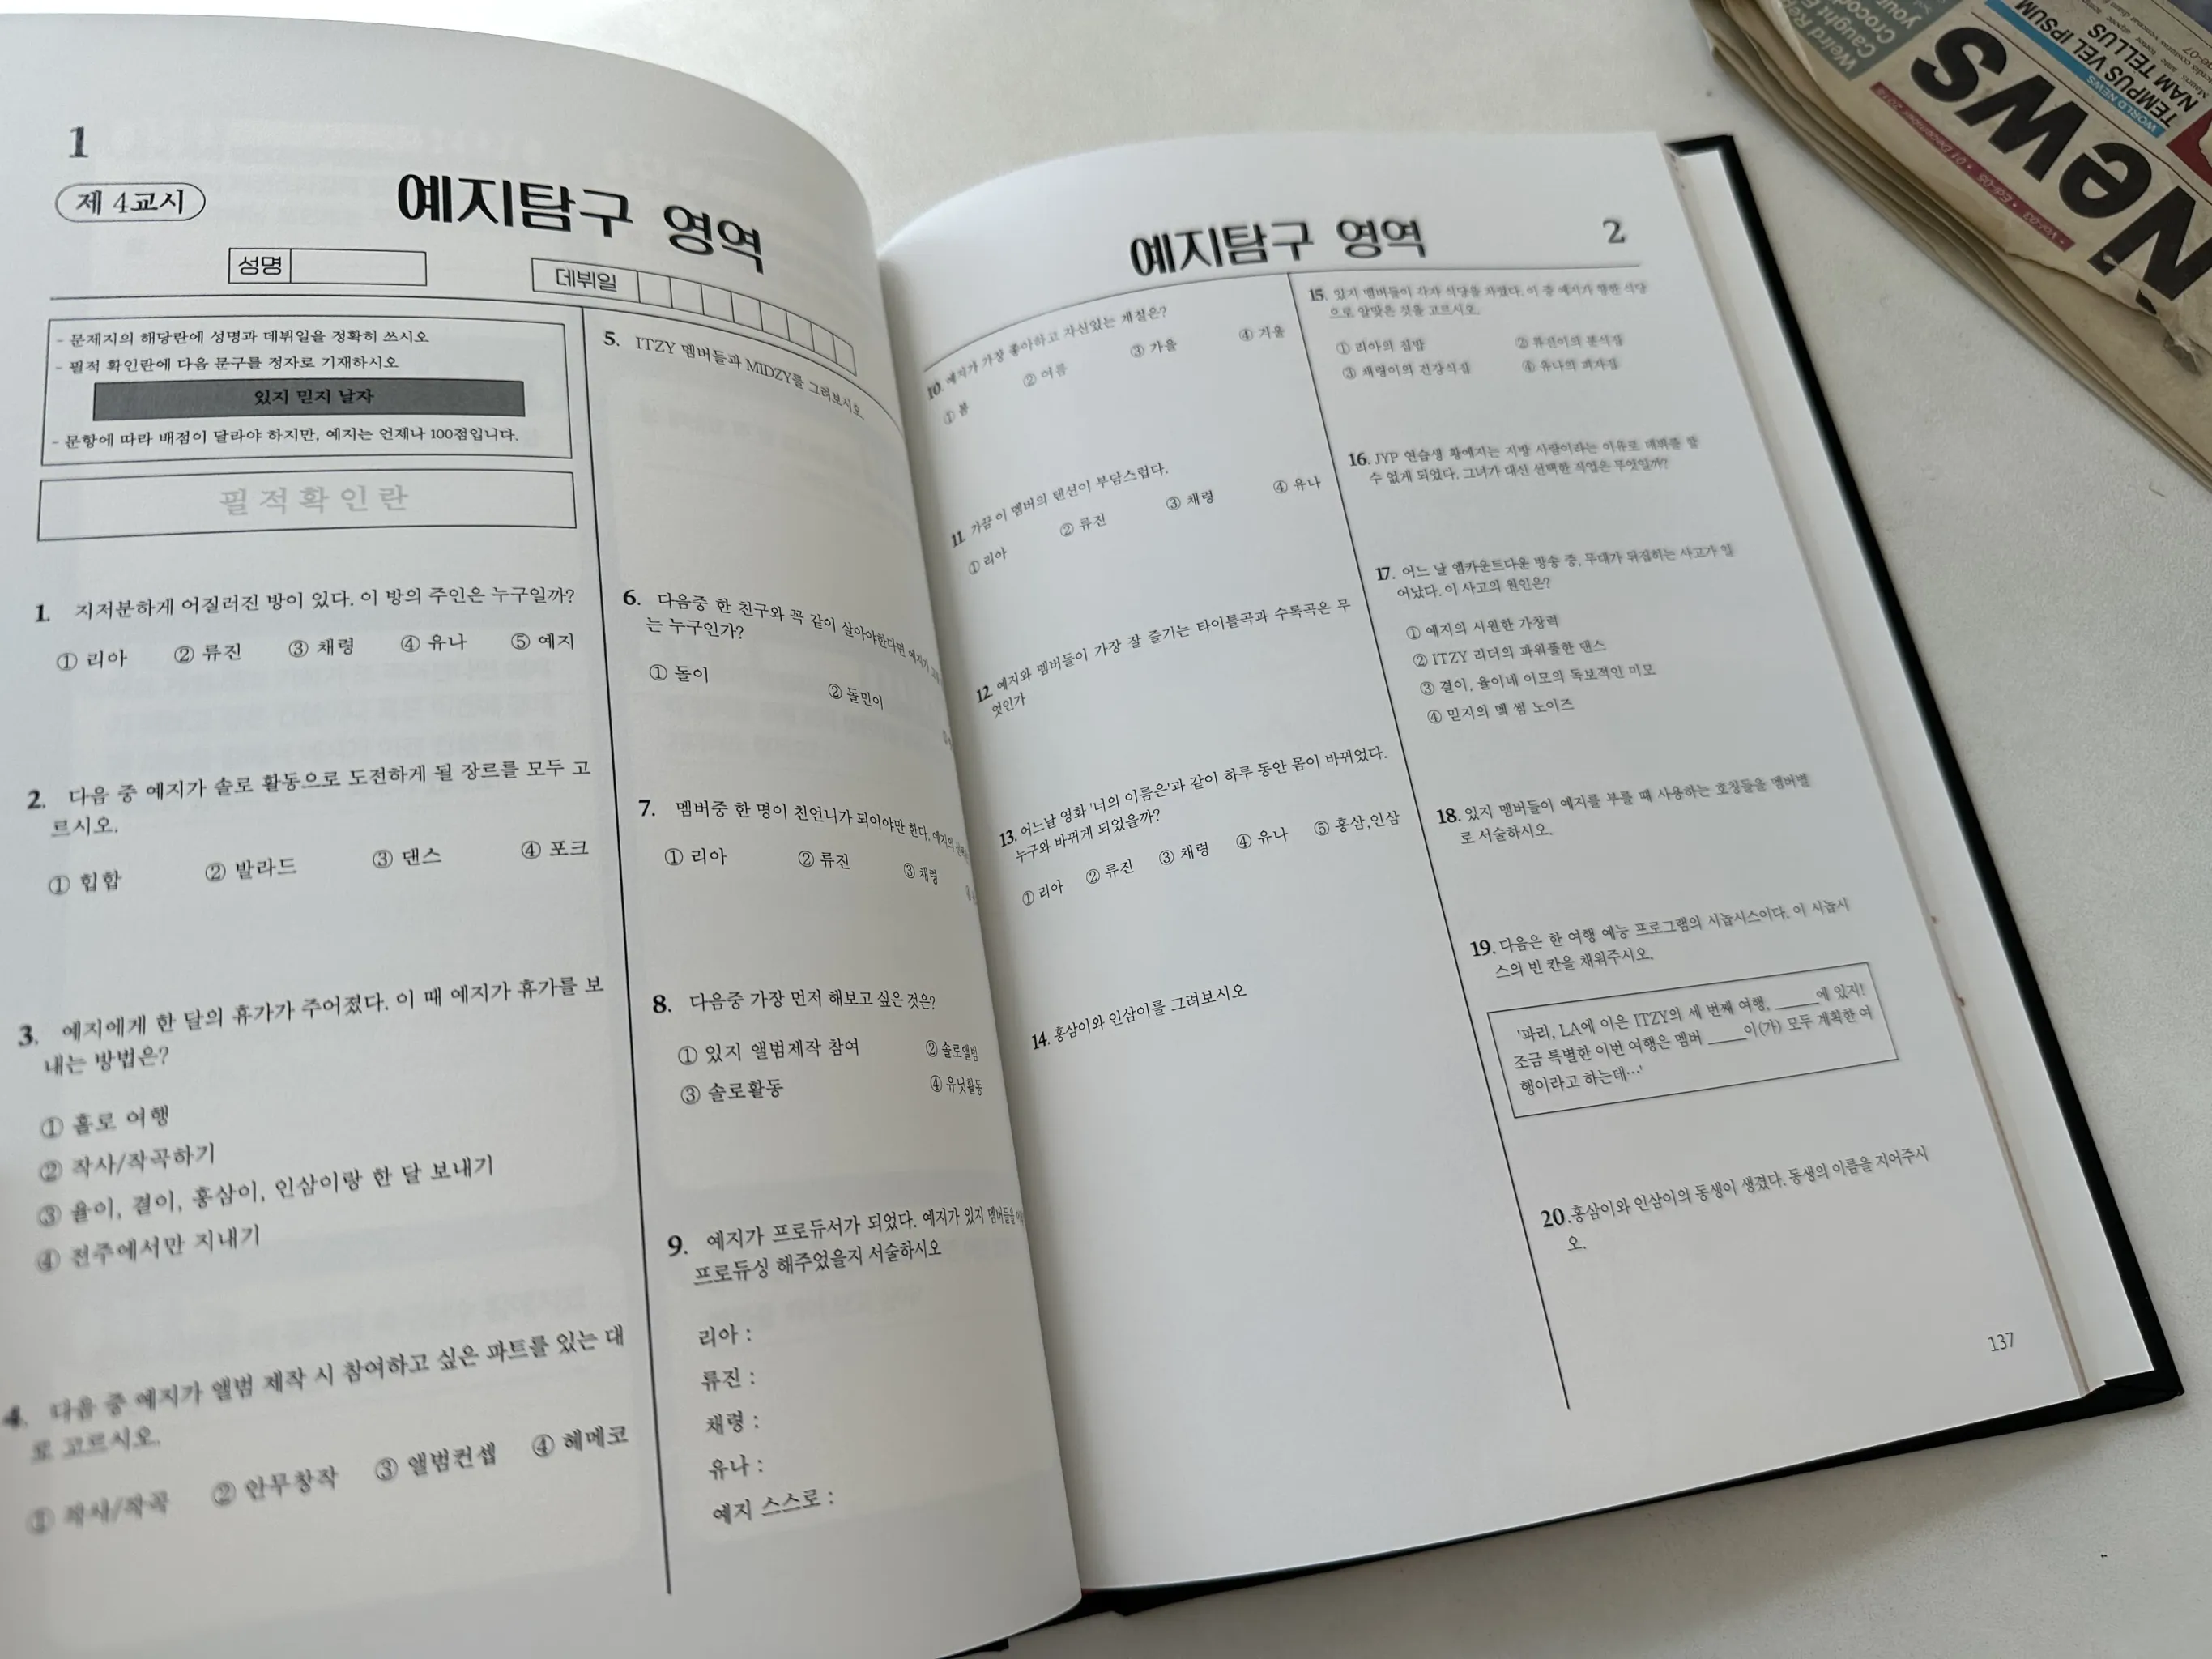 1
제 4교시
예지탐구 영역
성명
데뷔일
- 문제지의 해당란에 성명과 데뷔일을 정확히 쓰시오
- 필적 확인란에 다음 문구를 정자로 기재하시오
있지 믿지 날자
- 문항에 따라 배점이 달라야 하지만, 예지는 언제나 100점입니다.
필적확인란
1. 지저분하게 어질러진 방이 있다. 이 방의 주인은 누구일까?
① 리아 ② 류진 ③ 채령 ④ 유나 ⑤ 예지
2. 다음 중 예지가 솔로 활동으로 도전하게 될 장르를 모두 고
르시오.
① 힙합 ② 발라드 ③ 댄스 ④ 포크
3. 예지에게 한 달의 휴가가 주어졌다. 이 때 예지가 휴가를 보
내는 방법은?
① 홀로 여행
② 작사/작곡하기
③ 율이, 결이, 홍삼이, 인삼이랑 한 달 보내기
④ 전주에서만 지내기
4. 다음 중 예지가 앨범 제작 시 참여하고 싶은 파트를 있는 대
로 고르시오.
① 작사/작곡 ② 안무창작 ③ 앨범컨셉 ④ 헤메코
5. ITZY 멤버들과 MIDZY를 그려보시오.
6. 다음중 한 친구와 꼭 같이 살아야한다면 예지가
는 누구인가?
① 돌이 ② 돌민이
7. 멤버중 한 명이 친언니가 되어야만 한다. 예지의
① 리아 ② 류진 ③ 채령
8. 다음중 가장 먼저 해보고 싶은 것은?
① 있지 앨범제작 참여 ② 솔로앨범
③ 솔로활동 ④ 유닛활동
9. 예지가 프로듀서가 되었다. 예지가 있지 멤버들을
프로듀싱 해주었을지 서술하시오
리아 :
류진 :
채령 :
유나 :
예지 스스로 :
예지탐구 영역
2
10. 예지가 가장 좋아하고 자신있는 계절은?
① 봄 ② 여름 ③ 가을 ④ 겨울
11. 가끔 이 멤버의 텐션이 부담스럽다.
① 리아 ② 류진 ③ 채령 ④ 유나
12. 예지와 멤버들이 가장 잘 즐기는 타이틀곡과 수록곡은 무
엇인가
13. 어느날 영화 '너의 이름은'과 같이 하루 동안 몸이 바뀌었다.
누구와 바뀌게 되었을까?
① 리아 ② 류진 ③ 채령 ④ 유나 ⑤ 홍삼,인삼
14. 홍삼이와 인삼이를 그려보시오
15. 있지 멤버들이 각자 식당을 차렸다. 이 중 예지가 향한 식당
으로 알맞은 것을 고르시오.
① 리아의 집밥 ② 류진이의 분식집
③ 채령이의 건강식집 ④ 유나의 피자집
16. JYP 연습생 황예지는 지방 사람이라는 이유로 데뷔를 할
수 없게 되었다. 그녀가 대신 선택한 직업은 무엇일까?
17. 어느 날 엠카운트다운 방송 중, 무대가 뒤집히는 사고가 일
어났다. 이 사고의 원인은?
① 예지의 시원한 가창력
② ITZY 리더의 파워풀한 댄스
③ 결이, 율이네 이모의 독보적인 미모
④ 믿지의 멬 썸 노이즈
18. 있지 멤버들이 예지를 부를 때 사용하는 호칭들을 멤버별
로 서술하시오.
19. 다음은 한 여행 예능 프로그램의 시놉시스이다. 이 시놉시
스의 빈 칸을 채워주시오.
'파리, LA에 이은 ITZY의 세 번째 여행, ______에 있지!
조금 특별한 이번 여행은 멤버 _____이(가) 모두 계획한 여
행이라고 하는데…'
20. 홍삼이와 인삼이의 동생이 생겼다. 동생의 이름을 지어주시
오.
137
News
WORLD NEWS
TEMPUS VEL IPSUM
NAM TELLUS